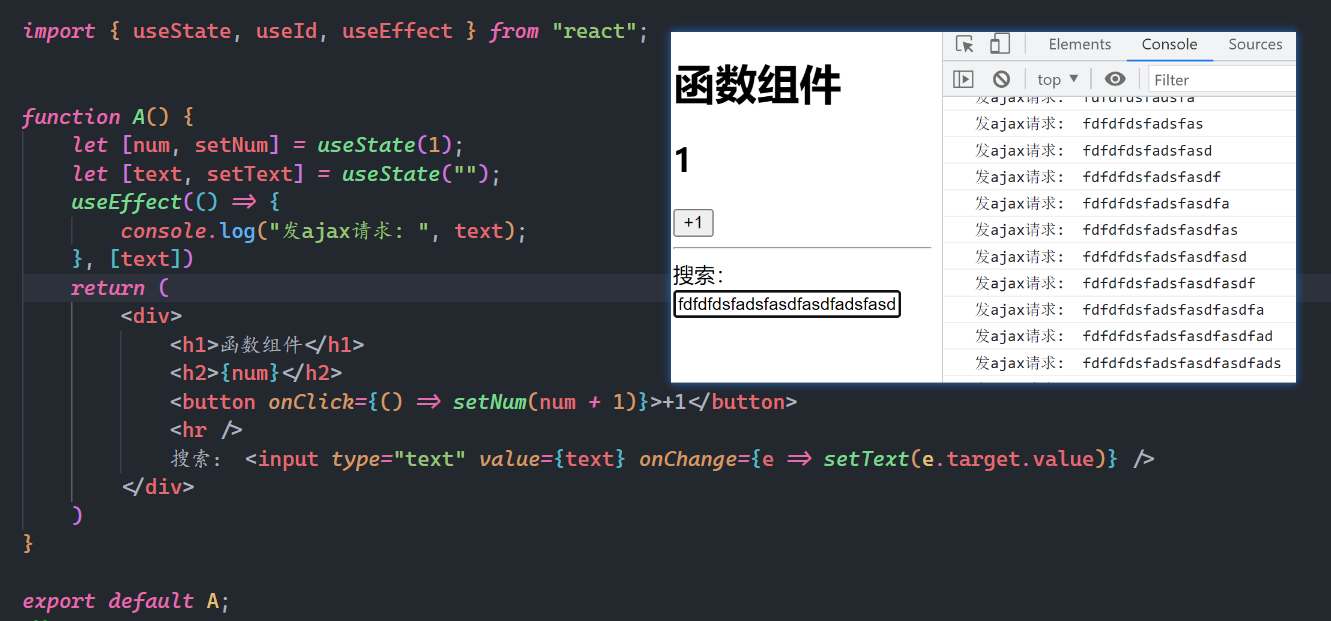 import { useState, useId, useEffect } from "react";
function A() {
let [num, setNum] = useState(1);
let [text, setText] = useState("");
useEffect(() => {
console.log("发ajax请求: ", text);
}, [text])
return (
<div>
<h1>函数组件</h1>
<h2>{num}</h2>
<button onClick={() => setNum(num + 1)}>+1</button>
<hr />
搜索: <input type="text" value={text} onChange={e => setText(e.target.value)} />
</div>
)
}
export default A;
函数组件
1
+1
搜索:
fdfdfdsfadsfasdfasdfadsfasd
Elements Console Sources
top Filter
发ajax请求: fdfdfdsfadsfa
发ajax请求: fdfdfdsfadsfas
发ajax请求: fdfdfdsfadsfasd
发ajax请求: fdfdfdsfadsfasdf
发ajax请求: fdfdfdsfadsfasdfa
发ajax请求: fdfdfdsfadsfasdfas
发ajax请求: fdfdfdsfadsfasdfasd
发ajax请求: fdfdfdsfadsfasdfasdf
发ajax请求: fdfdfdsfadsfasdfasdfa
发ajax请求: fdfdfdsfadsfasdfasdfad
发ajax请求: fdfdfdsfadsfasdfasdfads